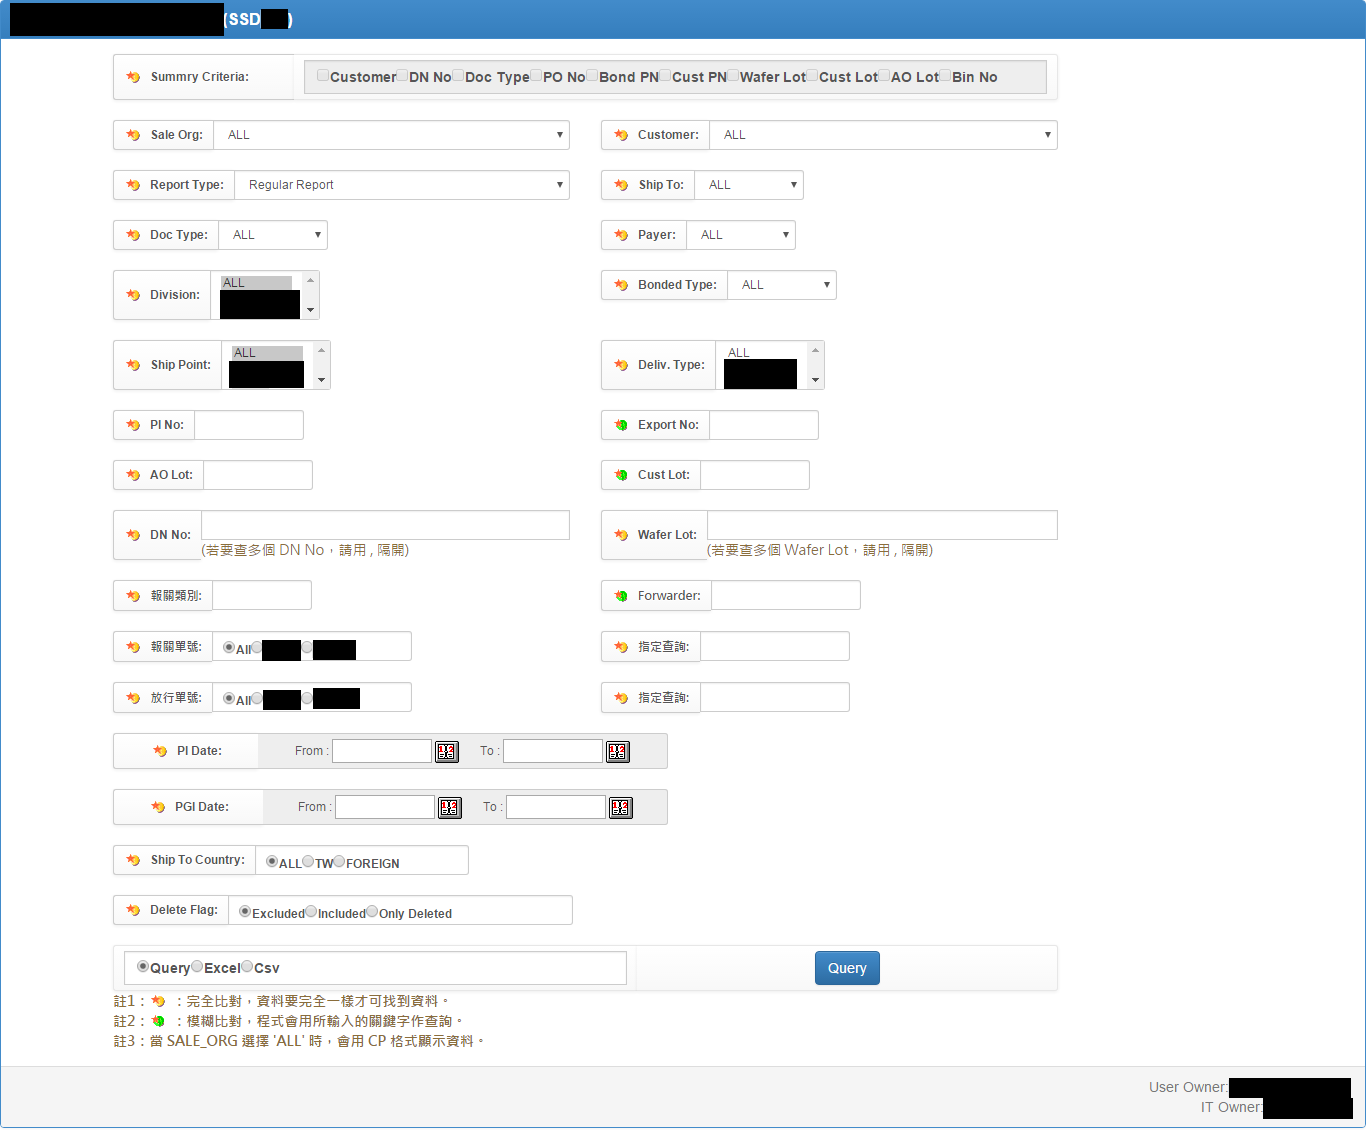 (SSD )
Summry Criteria: Customer DN No Doc Type PO No Bond PN Cust PN Wafer Lot Cust Lot AO Lot Bin No
Sale Org: ALL Customer: ALL
Report Type: Regular Report Ship To: ALL
Doc Type: ALL Payer: ALL
Division: ALL Bonded Type: ALL
Ship Point: ALL Deliv. Type: ALL
PI No: Export No:
AO Lot: Cust Lot:
DN No: Wafer Lot:
(若要查多個 DN No，請用 , 隔開) (若要查多個 Wafer Lot，請用 , 隔開)
報關類別: Forwarder:
報關單號: All 指定查詢:
放行單號: All 指定查詢:
PI Date: From : To :
PGI Date: From : To :
Ship To Country: ALL TW FOREIGN
Delete Flag: Excluded Included Only Deleted
Query Excel Csv Query
註1： ：完全比對，資料要完全一樣才可找到資料。
註2： ：模糊比對，程式會用所輸入的關鍵字作查詢。
註3：當 SALE_ORG 選擇 'ALL' 時，會用 CP 格式顯示資料。
User Owner:
IT Owner: